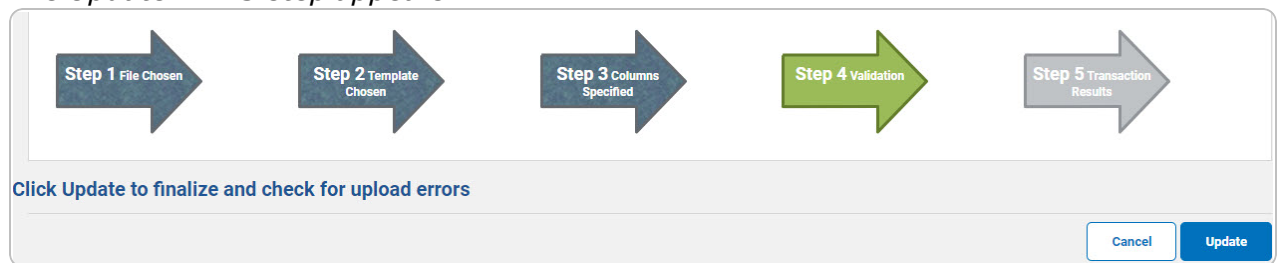 Step 1 File Chosen
Step 2 Template
Chosen
Step 3 Columns
Specified
Step 4 Validation
Step 5 Transaction
Results
Click Update to finalize and check for upload errors
Cancel
Update